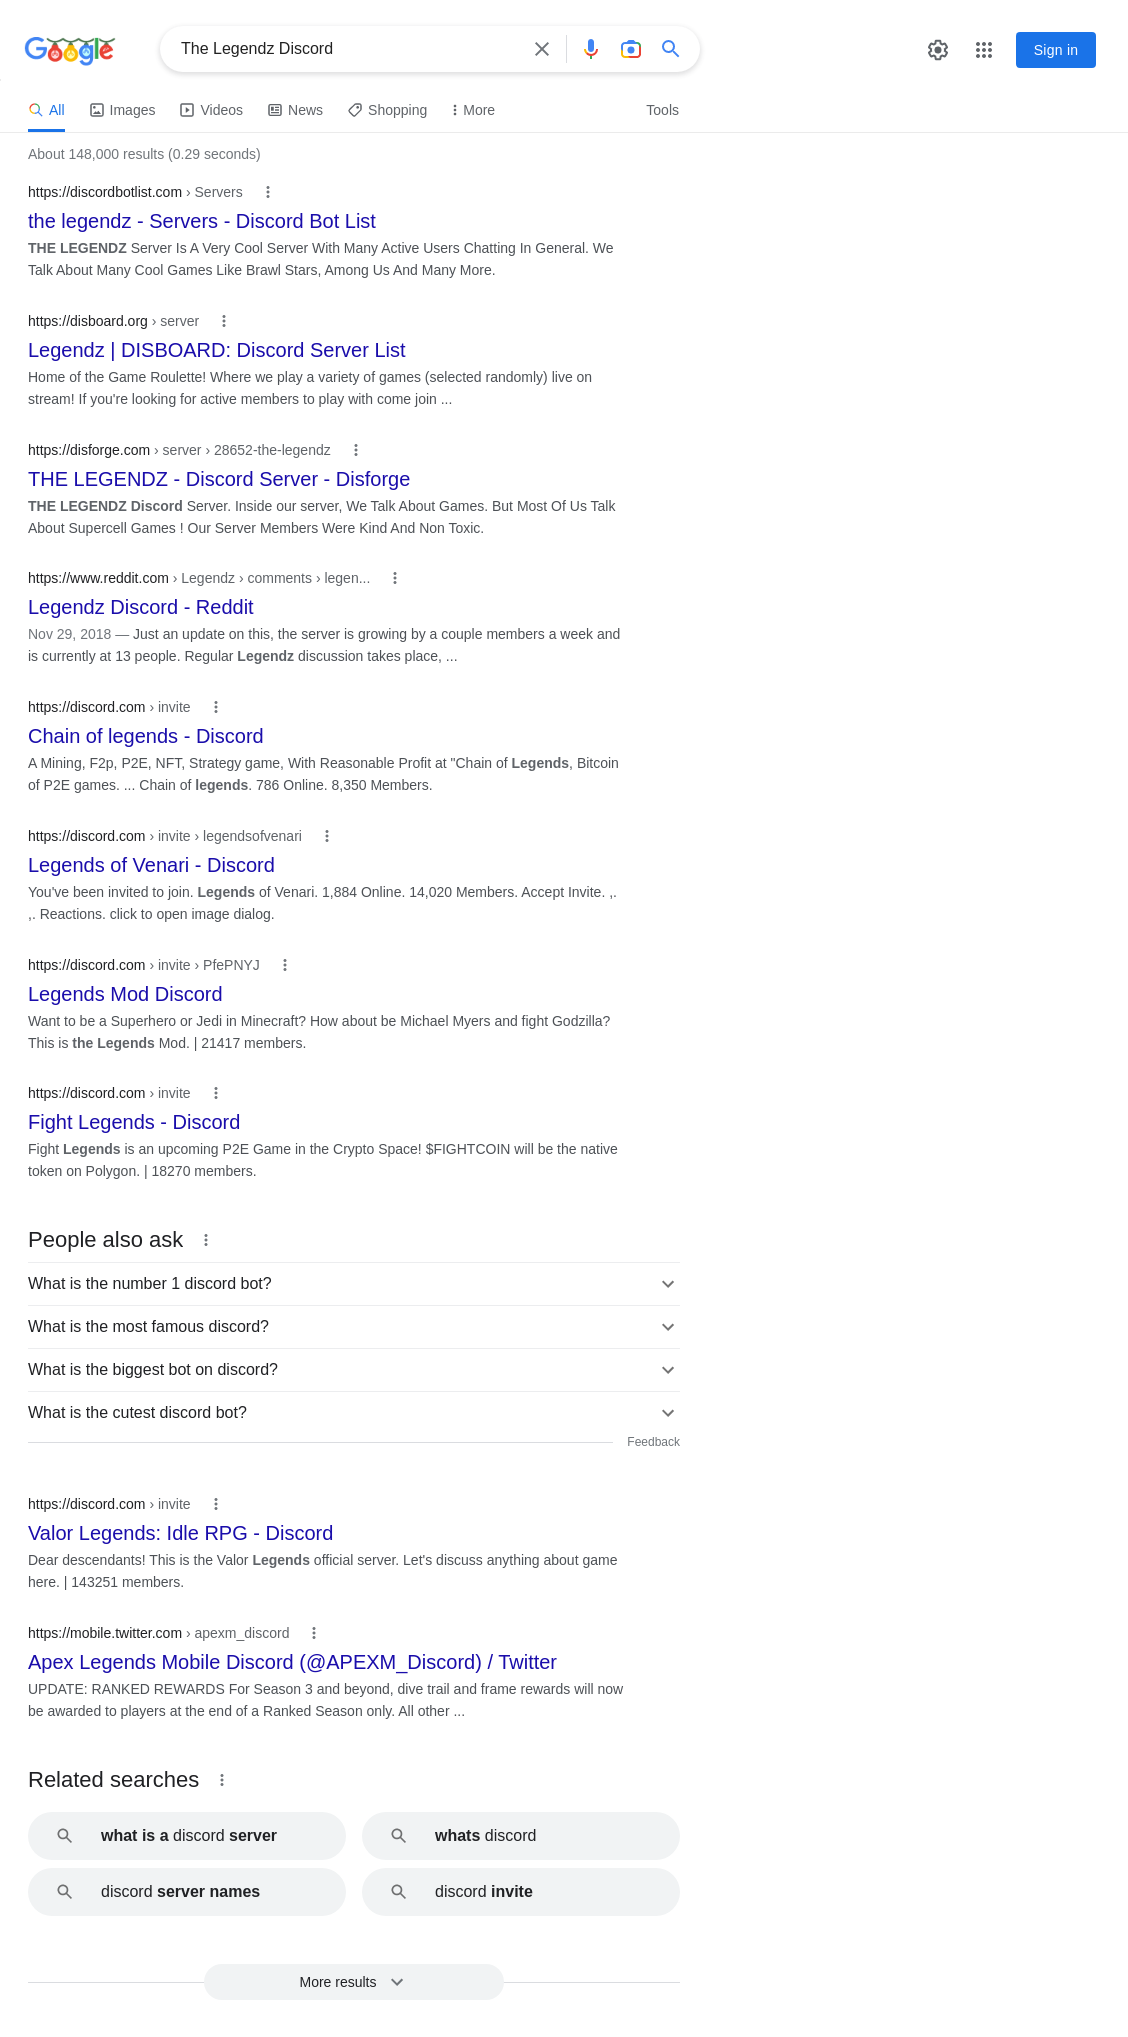 Google
The Legendz Discord
Sign in
All
Images
Videos
News
Shopping
More
Tools
About 148,000 results (0.29 seconds)
https://discordbotlist.com › Servers
the legendz - Servers - Discord Bot List
THE LEGENDZ Server Is A Very Cool Server With Many Active Users Chatting In General. We
Talk About Many Cool Games Like Brawl Stars, Among Us And Many More.
https://disboard.org › server
Legendz | DISBOARD: Discord Server List
Home of the Game Roulette! Where we play a variety of games (selected randomly) live on
stream! If you're looking for active members to play with come join ...
https://disforge.com › server › 28652-the-legendz
THE LEGENDZ - Discord Server - Disforge
THE LEGENDZ Discord Server. Inside our server, We Talk About Games. But Most Of Us Talk
About Supercell Games ! Our Server Members Were Kind And Non Toxic.
https://www.reddit.com › Legendz › comments › legen...
Legendz Discord - Reddit
Nov 29, 2018 — Just an update on this, the server is growing by a couple members a week and
is currently at 13 people. Regular Legendz discussion takes place, ...
https://discord.com › invite
Chain of legends - Discord
A Mining, F2p, P2E, NFT, Strategy game, With Reasonable Profit at "Chain of Legends, Bitcoin
of P2E games. ... Chain of legends. 786 Online. 8,350 Members.
https://discord.com › invite › legendsofvenari
Legends of Venari - Discord
You've been invited to join. Legends of Venari. 1,884 Online. 14,020 Members. Accept Invite. ,.
,. Reactions. click to open image dialog.
https://discord.com › invite › PfePNYJ
Legends Mod Discord
Want to be a Superhero or Jedi in Minecraft? How about be Michael Myers and fight Godzilla?
This is the Legends Mod. | 21417 members.
https://discord.com › invite
Fight Legends - Discord
Fight Legends is an upcoming P2E Game in the Crypto Space! $FIGHTCOIN will be the native
token on Polygon. | 18270 members.
People also ask
What is the number 1 discord bot?
What is the most famous discord?
What is the biggest bot on discord?
What is the cutest discord bot?
Feedback
https://discord.com › invite
Valor Legends: Idle RPG - Discord
Dear descendants! This is the Valor Legends official server. Let's discuss anything about game
here. | 143251 members.
https://mobile.twitter.com › apexm_discord
Apex Legends Mobile Discord (@APEXM_Discord) / Twitter
UPDATE: RANKED REWARDS For Season 3 and beyond, dive trail and frame rewards will now
be awarded to players at the end of a Ranked Season only. All other ...
Related searches
what is a discord server
whats discord
discord server names
discord invite
More results